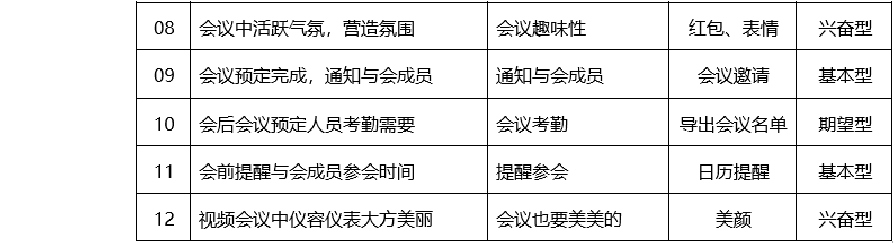 08 会议中活跃气氛，营造氛围 会议趣味性 红包、表情 兴奋型
09 会议预定完成，通知与会成员 通知与会成员 会议邀请 基本型
10 会后会议预定人员考勤需要 会议考勤 导出会议名单 期望型
11 会前提醒与会成员参会时间 提醒参会 日历提醒 基本型
12 视频会议中仪容仪表大方美丽 会议也要美美的 美颜 兴奋型